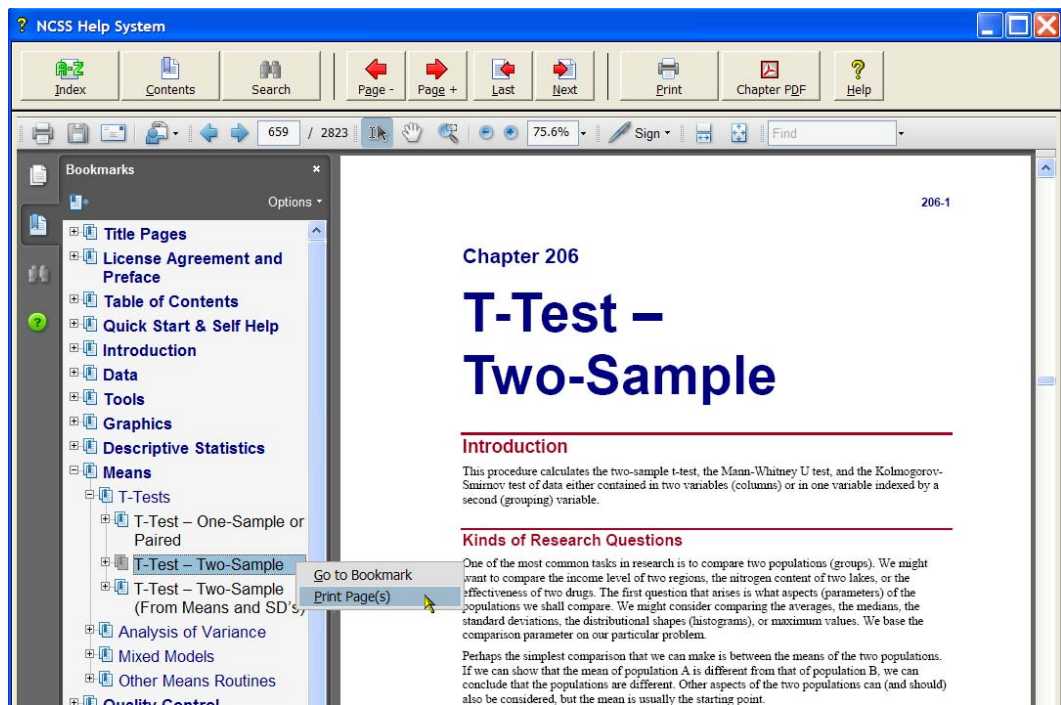 NCSS Help System
Index
Contents
Search
Page -
Page +
Last
Next
Print
Chapter PDF
Help
659 / 2823
75.6%
Sign
Find
Bookmarks
Options
Title Pages
License Agreement and
Preface
Table of Contents
Quick Start & Self Help
Introduction
Data
Tools
Graphics
Descriptive Statistics
Means
T-Tests
T-Test – One-Sample or
Paired
T-Test – Two-Sample
T-Test – Two-Sample
(From Means and SD's)
Analysis of Variance
Mixed Models
Other Means Routines
Quality Control
Go to Bookmark
Print Page(s)
206-1
Chapter 206
T-Test –
Two-Sample
Introduction
This procedure calculates the two-sample t-test, the Mann-Whitney U test, and the Kolmogorov-
Smirnov test of data either contained in two variables (columns) or in one variable indexed by a
second (grouping) variable.
Kinds of Research Questions
One of the most common tasks in research is to compare two populations (groups). We might
want to compare the income level of two regions, the nitrogen content of two lakes, or the
effectiveness of two drugs. The first question that arises is what aspects (parameters) of the
populations we shall compare. We might consider comparing the averages, the medians, the
standard deviations, the distributional shapes (histograms), or maximum values. We base the
comparison parameter on our particular problem.
Perhaps the simplest comparison that we can make is between the means of the two populations.
If we can show that the mean of population A is different from that of population B, we can
conclude that the populations are different. Other aspects of the two populations can (and should)
also be considered, but the mean is usually the starting point.